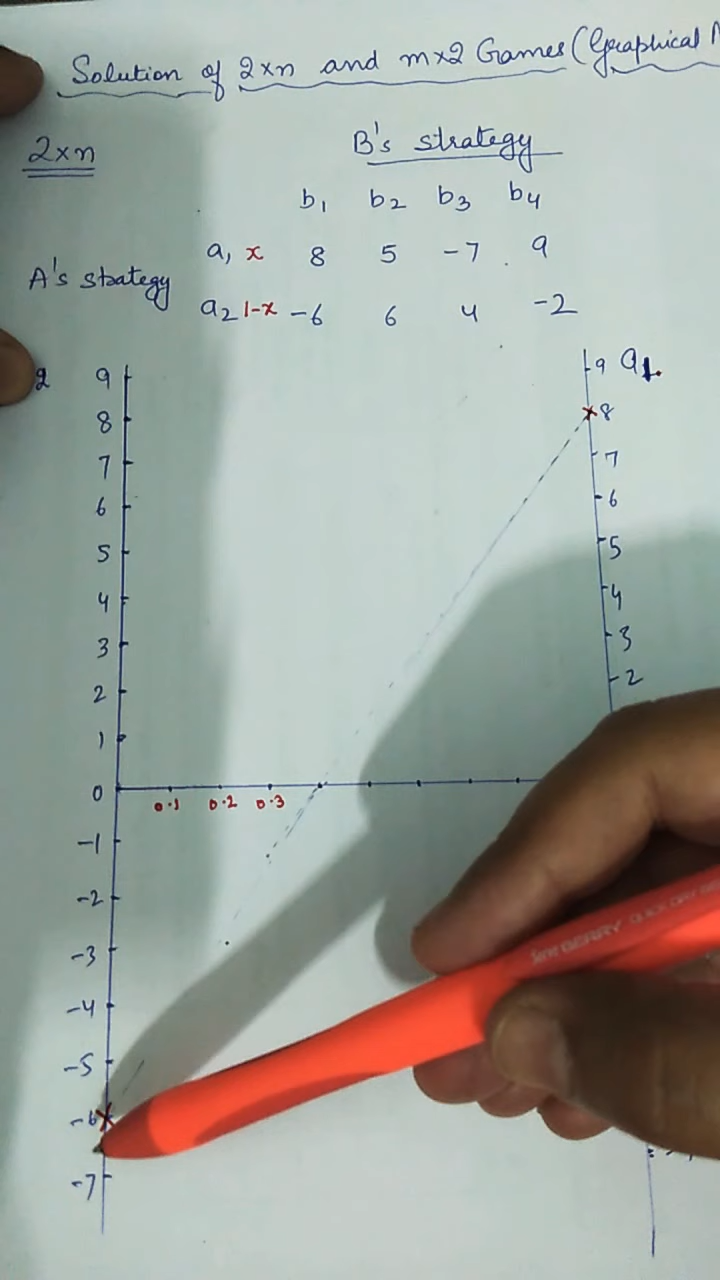 Solution of 2×n and m×2 Games (Graphical
2×n
B's strategy
b1 b2 b3 b4
a1 x 8 5 -7 9
A's strategy
a2 1-x -6 6 4 -2
2 9 9 a1
8 8
7 7
6 6
5 5
4 4
3 3
2 2
1
0
0.1 0.2 0.3
-1
-2
-3
-4
-5
-6
-7